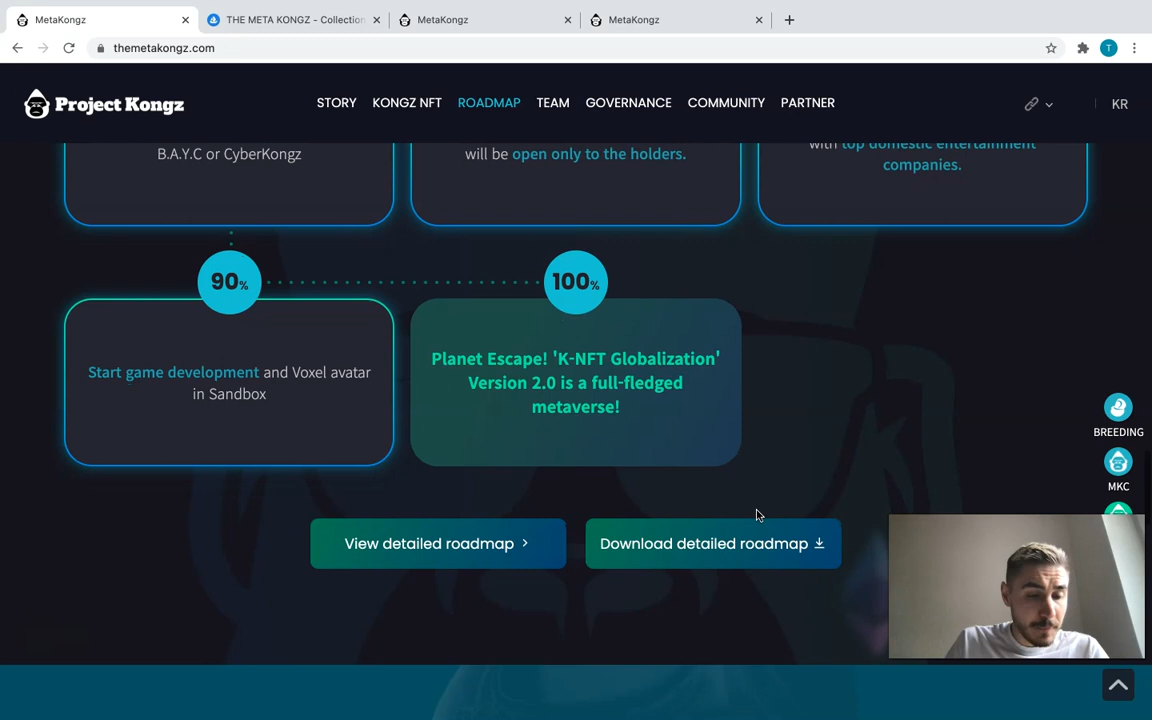 MetaKongz
THE META KONGZ - Collection
MetaKongz
MetaKongz
themetakongz.com
T
Project Kongz
STORY
KONGZ NFT
ROADMAP
TEAM
GOVERNANCE
COMMUNITY
PARTNER
KR
B.A.Y.C or CyberKongz
will be open only to the holders.
with top domestic entertainment
companies.
90%
100%
Start game development and Voxel avatar
in Sandbox
Planet Escape! 'K-NFT Globalization'
Version 2.0 is a full-fledged
metaverse!
BREEDING
MKC
View detailed roadmap
Download detailed roadmap